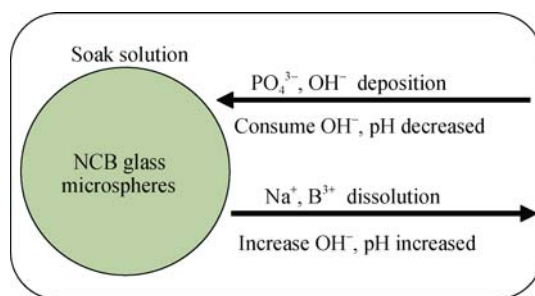 Soak solution
NCB glass
microspheres
PO₄³⁻, OH⁻ deposition
Consume OH⁻, pH decreased
Na⁺, B³⁺ dissolution
Increase OH⁻, pH increased